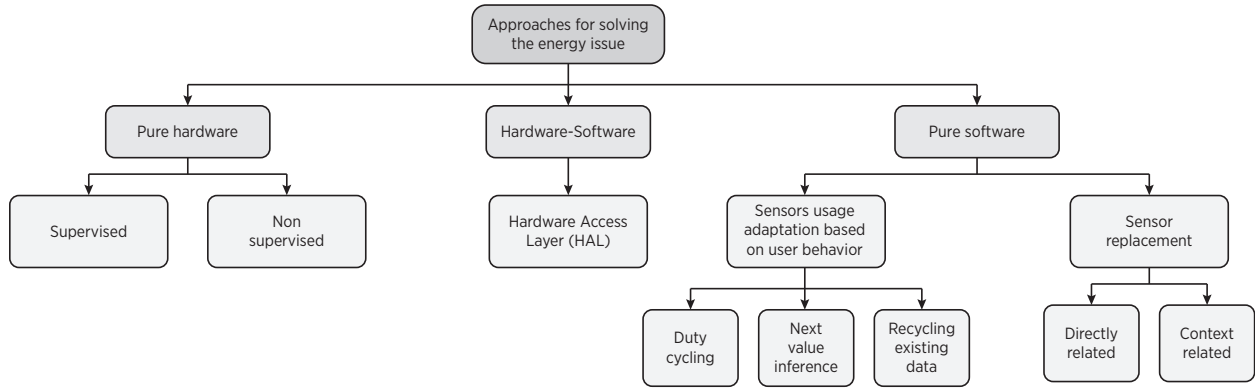 Approaches for solving
the energy issue
Pure hardware
Hardware-Software
Pure software
Supervised
Non
supervised
Hardware Access
Layer (HAL)
Sensors usage
adaptation based
on user behavior
Sensor
replacement
Duty
cycling
Next
value
inference
Recycling
existing
data
Directly
related
Context
related